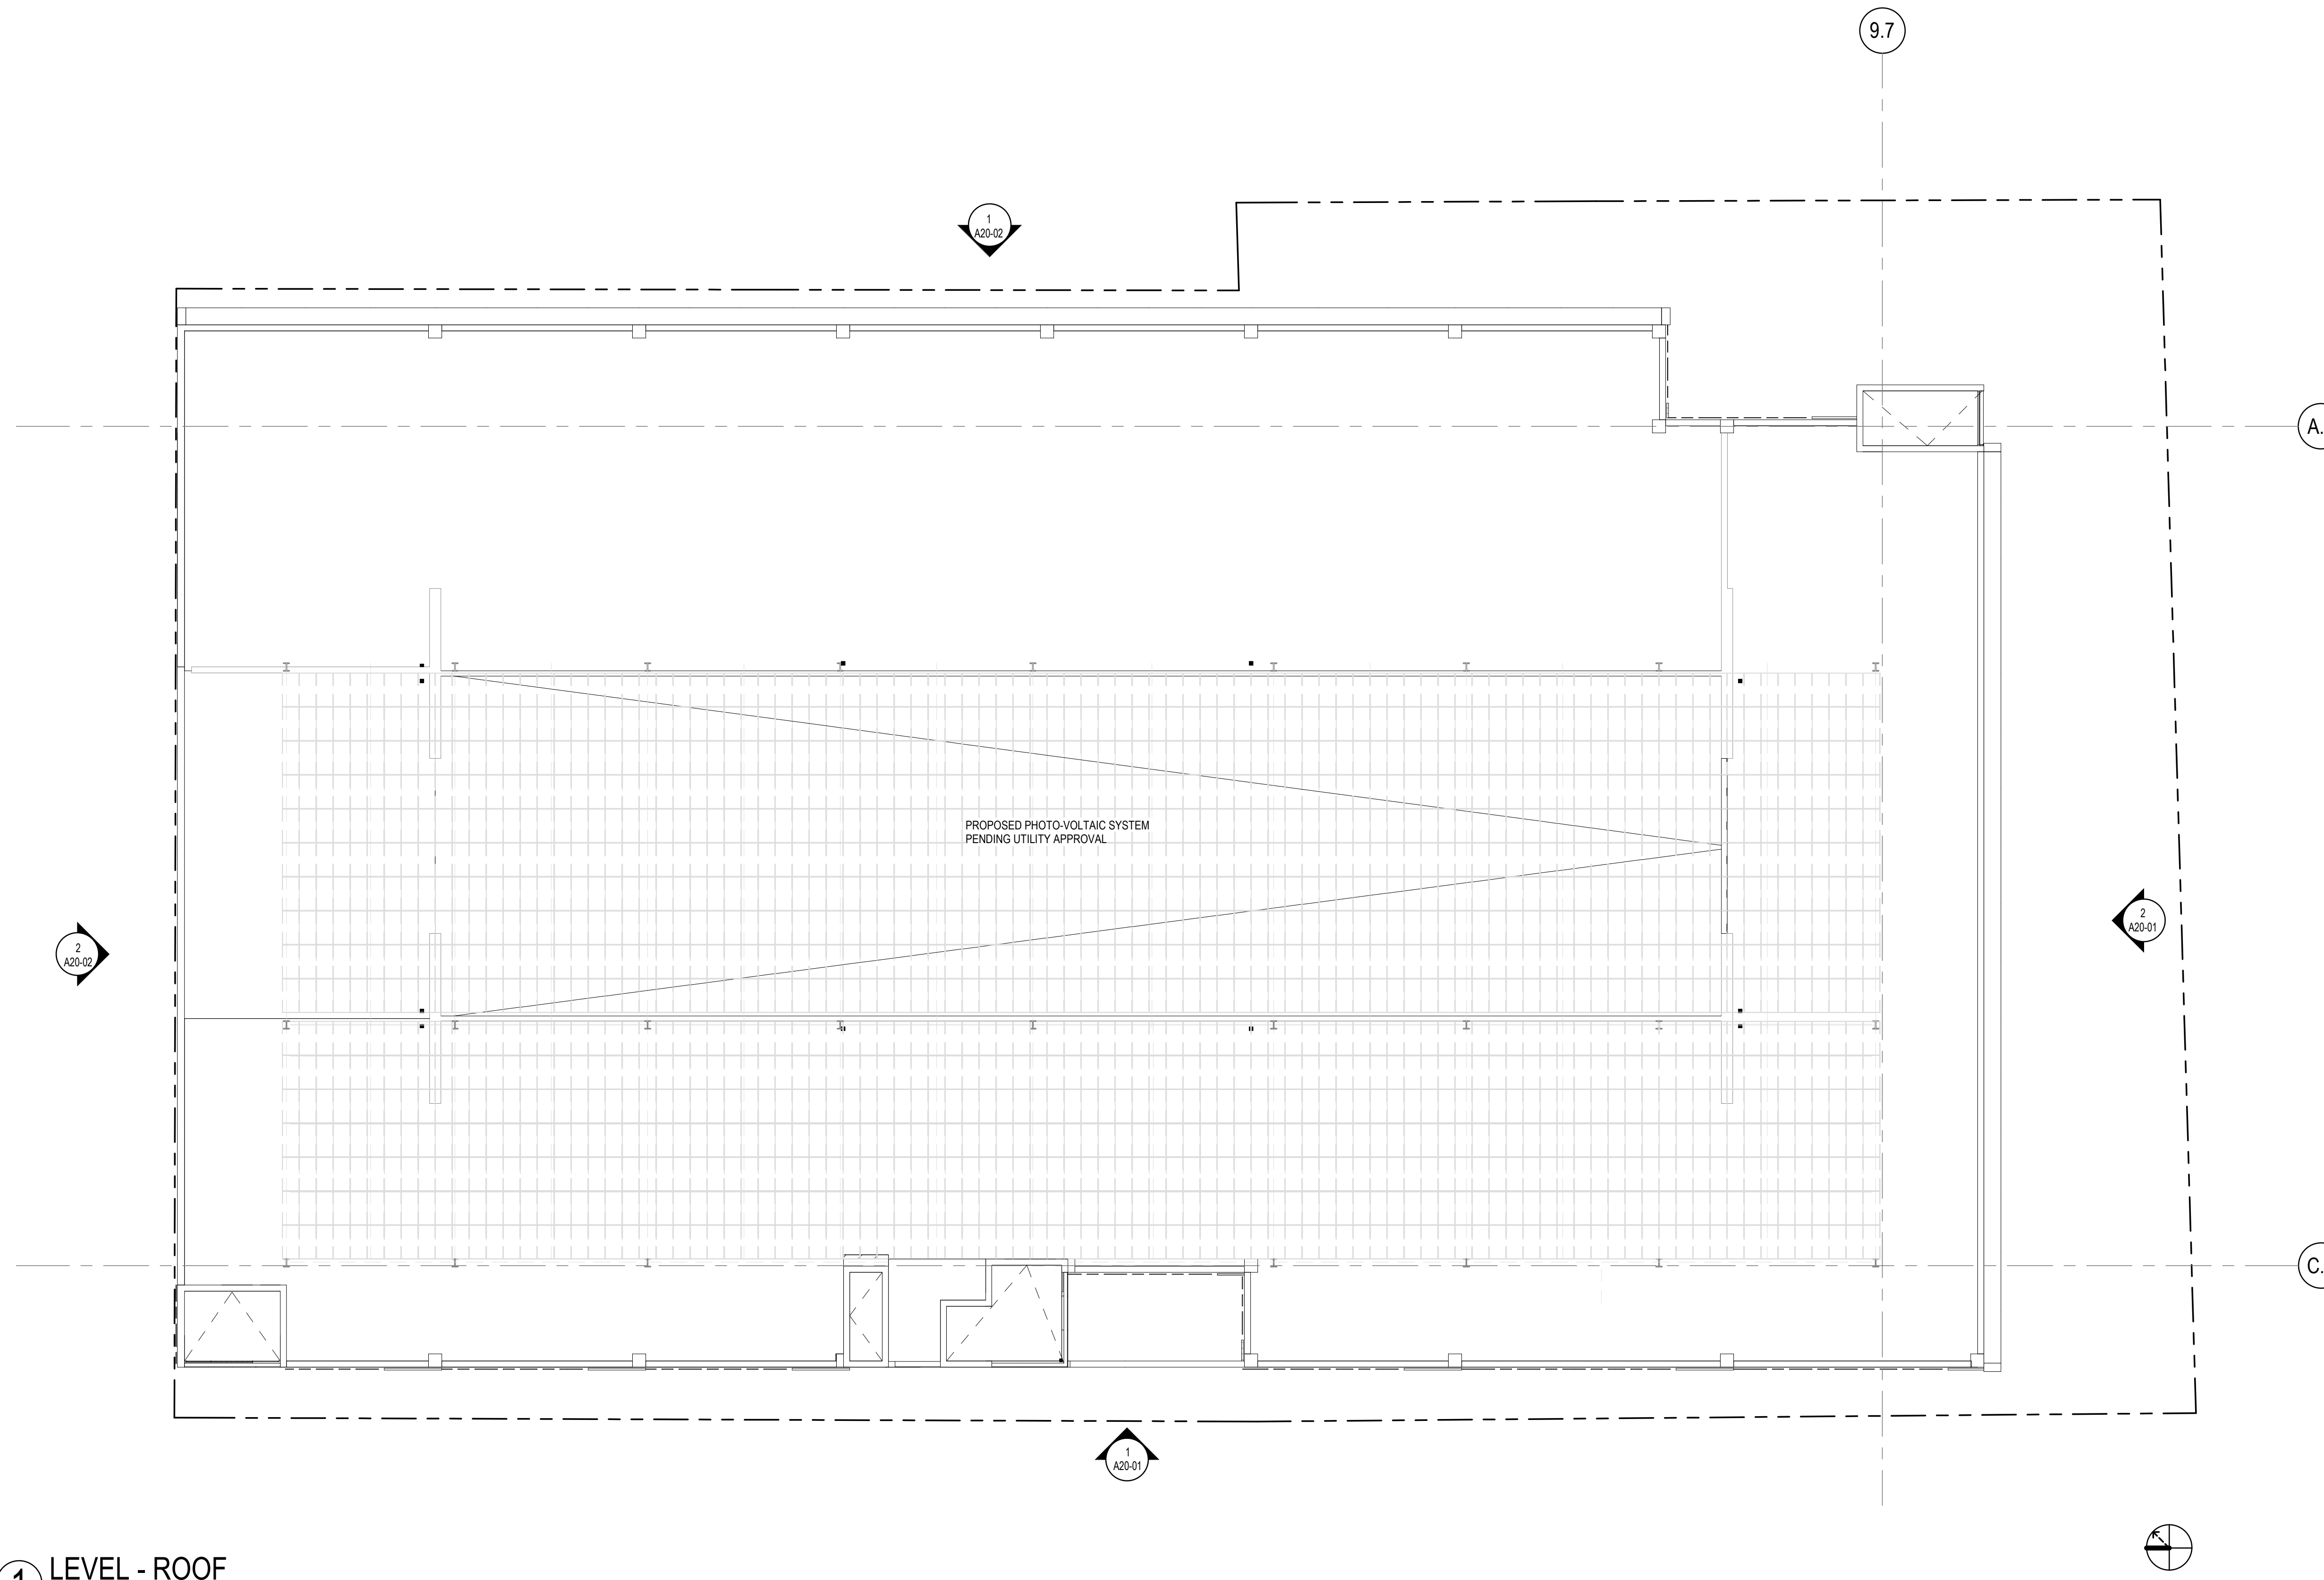 9.7
1
A20-02
A.
PROPOSED PHOTO-VOLTAIC SYSTEM
PENDING UTILITY APPROVAL
2
A20-02
2
A20-01
C.
1
A20-01
1
LEVEL - ROOF